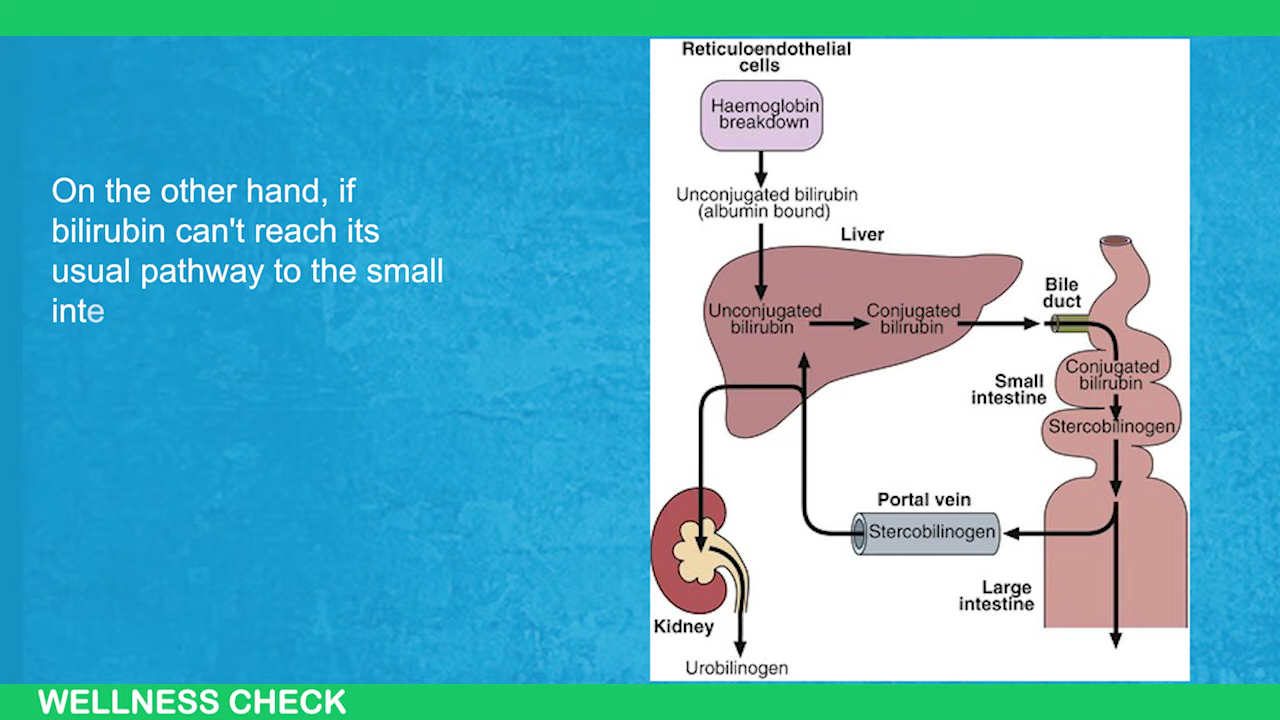 On the other hand, if
bilirubin can't reach its
usual pathway to the small
inte
Reticuloendothelial
cells
Haemoglobin
breakdown
Unconjugated bilirubin
(albumin bound)
Liver
Unconjugated
bilirubin
Conjugated
bilirubin
Bile
duct
Conjugated
bilirubin
Small
intestine
Stercobilinogen
Portal vein
Stercobilinogen
Large
intestine
Kidney
Urobilinogen
WELLNESS CHECK